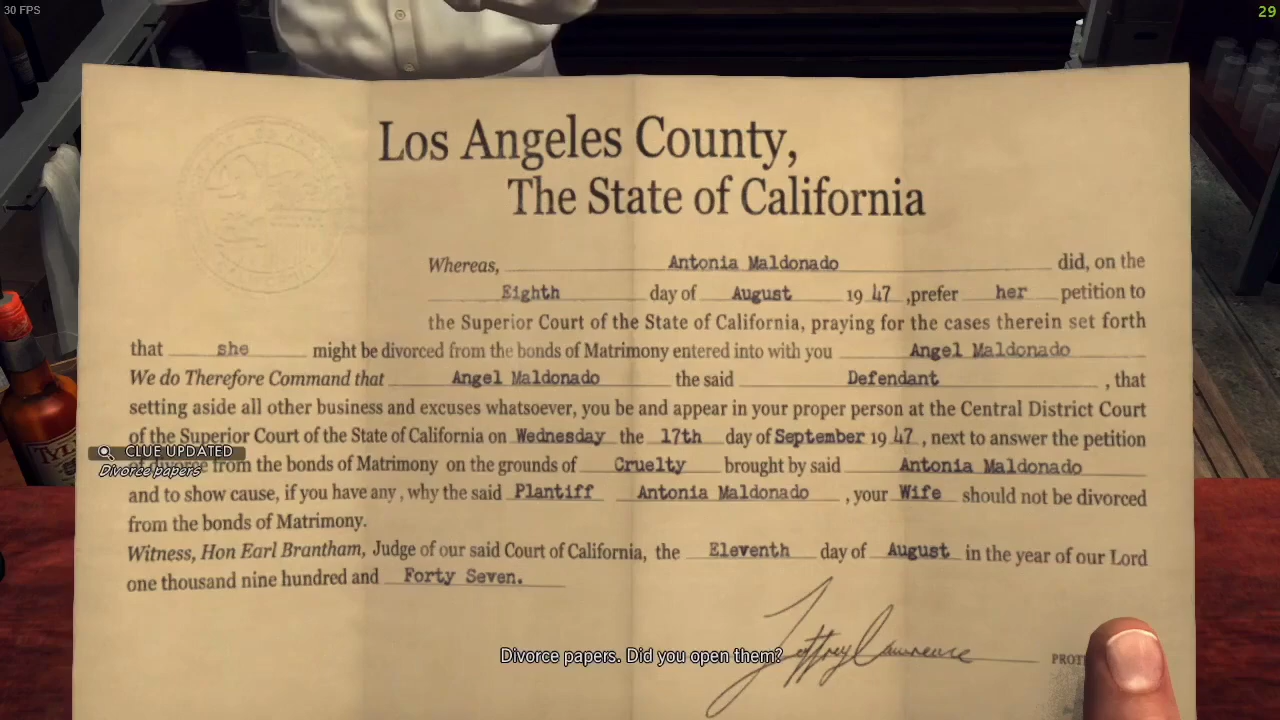 30 FPS
29
Los Angeles County,
The State of California
Whereas, Antonia Maldonado did, on the
Eighth day of August 19 47 ,prefer her petition to
the Superior Court of the State of California, praying for the cases therein set forth
that she might be divorced from the bonds of Matrimony entered into with you Angel Maldonado
We do Therefore Command that Angel Maldonado the said Defendant , that
setting aside all other business and excuses whatsoever, you be and appear in your proper person at the Central District Court
of the Superior Court of the State of California on Wednesday the 17th day of September 19 47 , next to answer the petition
CLUE UPDATED
Divorce papers
of divorce from the bonds of Matrimony on the grounds of Cruelty brought by said Antonia Maldonado
and to show cause, if you have any, why the said Plantiff Antonia Maldonado , your Wife should not be divorced
from the bonds of Matrimony.
Witness, Hon Earl Brantham, Judge of our said Court of California, the Eleventh day of August in the year of our Lord
one thousand nine hundred and Forty Seven.
Jeffrey Lawrence
Divorce papers. Did you open them?